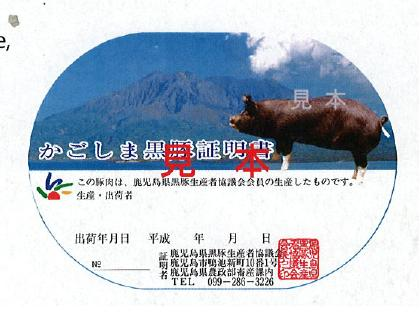 e,
見本
かごしま黒豚証明書
見本
この豚肉は、鹿児島県黒豚生産者協議会会員の生産したものです。
生産・出荷者
出荷年月日 平成 年 月 日
№
証明者
鹿児島県黒豚生産者協議会
鹿児島市鴨池新町10番1号
鹿児島県農政部畜産課内
TEL 099-286-3226